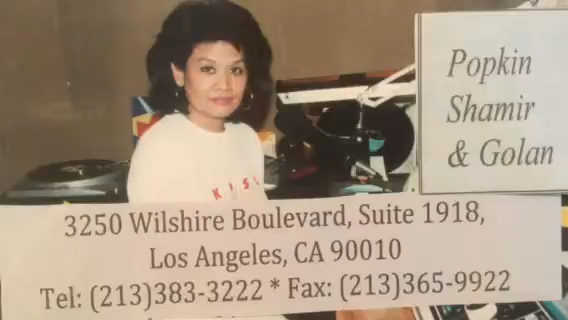 Popkin
Shamir
& Golan
KISL
3250 Wilshire Boulevard, Suite 1918,
Los Angeles, CA 90010
Tel: (213)383-3222 * Fax: (213)365-9922